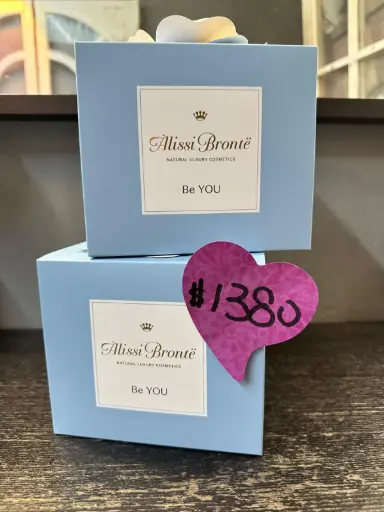 Alissi Brontë
NATURAL LUXURY COSMETICS
Be YOU
#1380
Alissi Brontë
NATURAL LUXURY COSMETICS
Be YOU